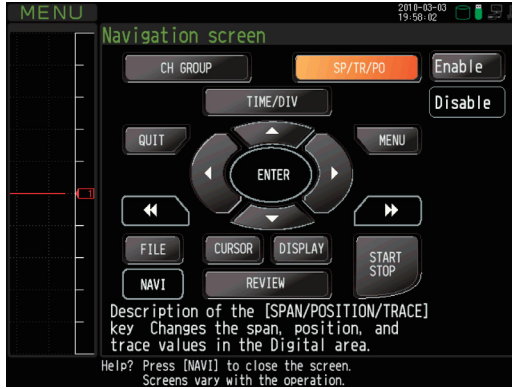 MENU
2010-03-03
19:58:02
Navigation screen
CH GROUP
SP/TR/PO
Enable
TIME/DIV
Disable
QUIT
MENU
ENTER
1
FILE
CURSOR
DISPLAY
START
STOP
NAVI
REVIEW
Description of the [SPAN/POSITION/TRACE]
key Changes the span, position, and
trace values in the Digital area.
Help? Press [NAVI] to close the screen.
Screens vary with the operation.